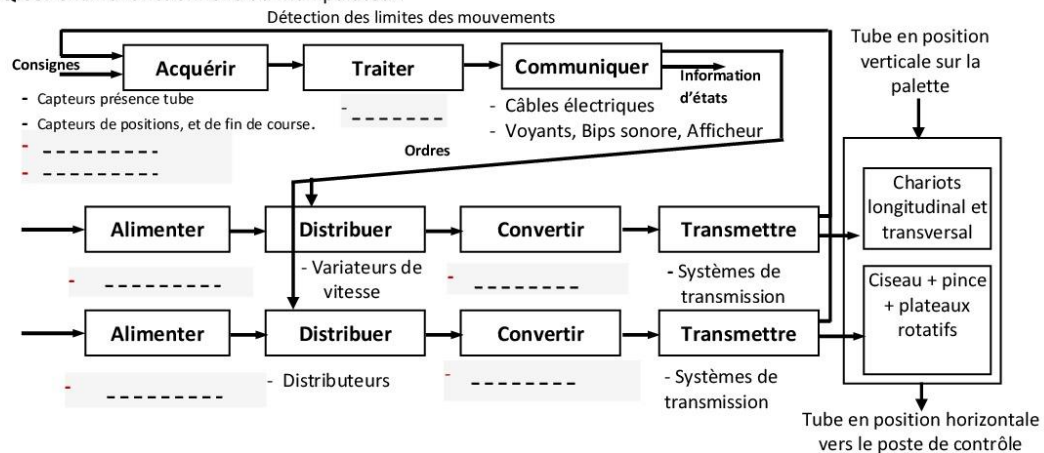 Détection des limites des mouvements
Consignes
Acquérir
Traiter
Communiquer
Information
d'états
Tube en position
verticale sur la
palette
- Capteurs présence tube
- Capteurs de positions, et de fin de course.
- _ _ _ _ _ _ _ _ _
- _ _ _ _ _ _ _ _ _
- _ _ _ _ _ _ _
- Câbles électriques
- Voyants, Bips sonore, Afficheur
Ordres
Alimenter
Distribuer
Convertir
Transmettre
- _ _ _ _ _ _ _ _ _
- Variateurs de
vitesse
- _ _ _ _ _ _ _ _
- Systèmes de
transmission
Chariots
longitudinal et
transversal
Alimenter
Distribuer
Convertir
Transmettre
- _ _ _ _ _ _ _ _ _
- Distributeurs
- _ _ _ _ _ _ _ _
- Systèmes de
transmission
Ciseau + pince
+ plateaux
rotatifs
Tube en position horizontale
vers le poste de contrôle